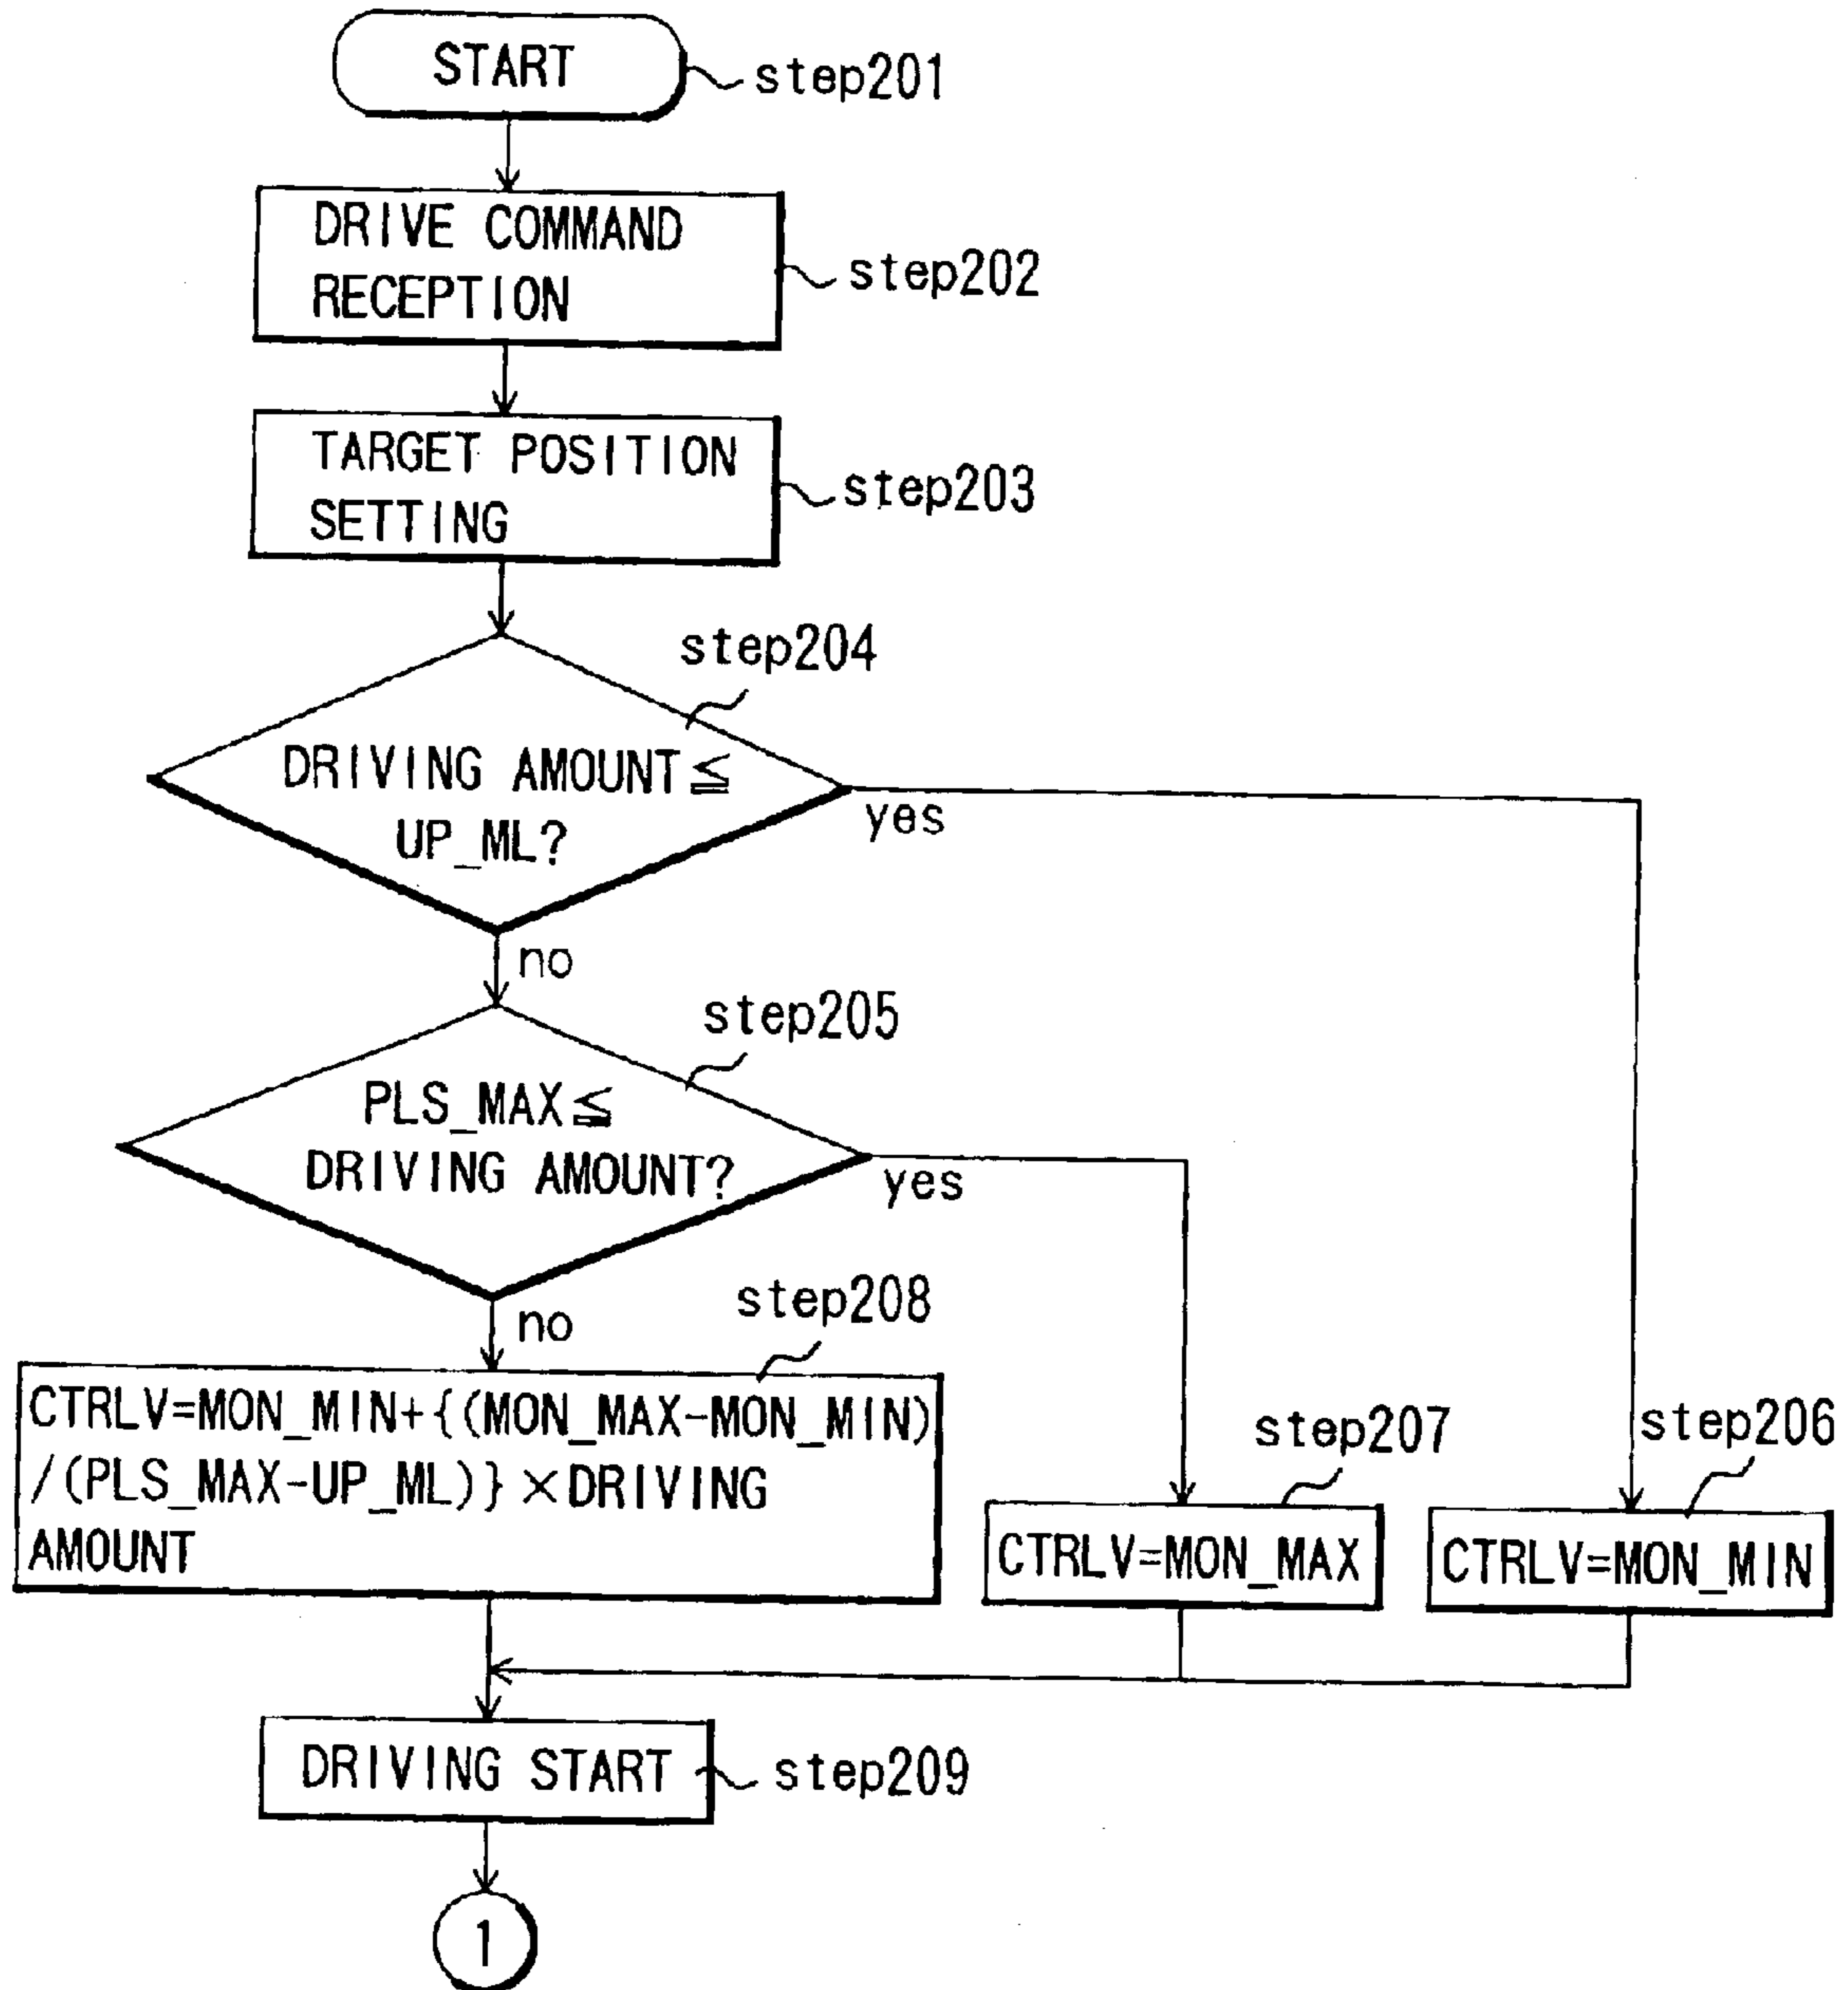 START
step201
DRIVE COMMAND
RECEPTION
step202
TARGET POSITION
SETTING
step203
step204
DRIVING AMOUNT≦
UP_ML?
yes
no
step205
PLS_MAX≦
DRIVING AMOUNT?
yes
no
step208
CTRLV=MON_MIN+{(MON_MAX-MON_MIN)
/(PLS_MAX-UP_ML)}×DRIVING
AMOUNT
step207
CTRLV=MON_MAX
step206
CTRLV=MON_MIN
DRIVING START
step209
1